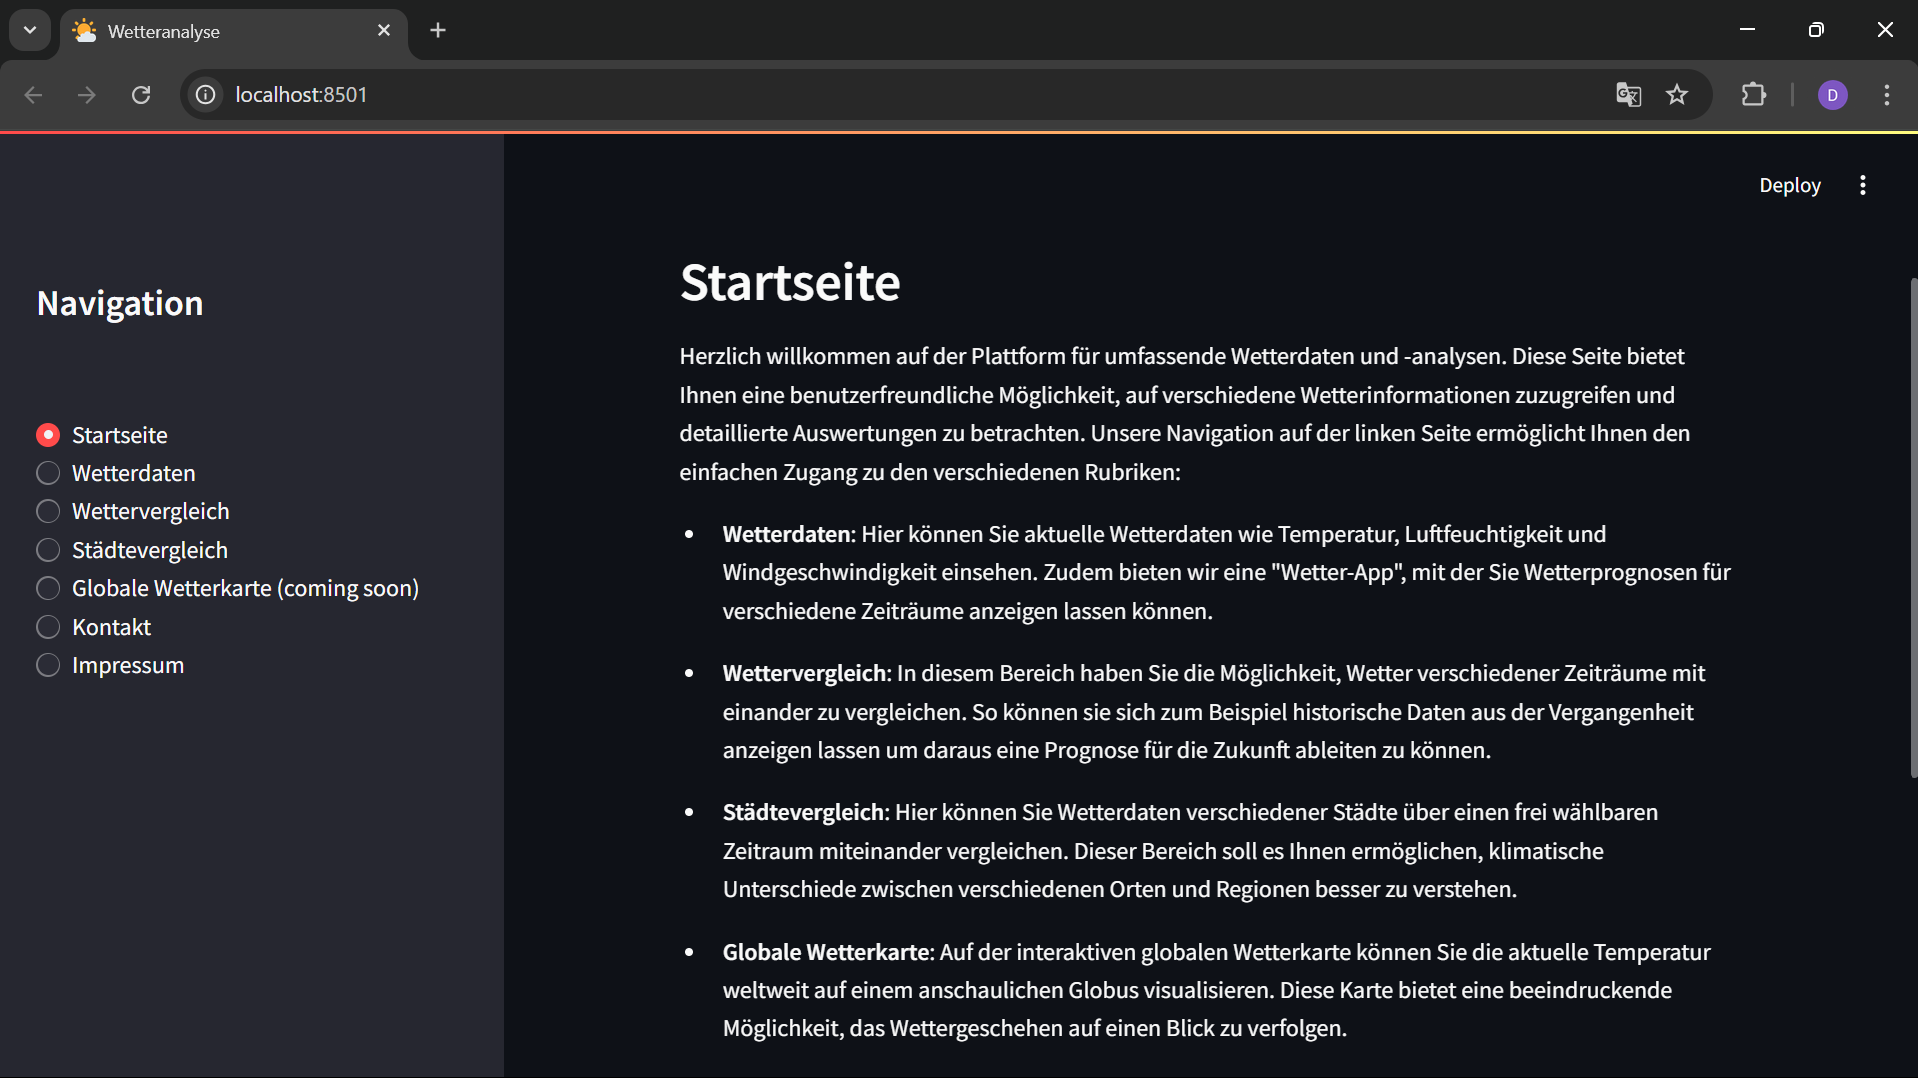 Wetteranalyse
localhost:8501
D
Deploy
Navigation
Startseite
Wetterdaten
Wettervergleich
Städtevergleich
Globale Wetterkarte (coming soon)
Kontakt
Impressum
Startseite
Herzlich willkommen auf der Plattform für umfassende Wetterdaten und -analysen. Diese Seite bietet
Ihnen eine benutzerfreundliche Möglichkeit, auf verschiedene Wetterinformationen zuzugreifen und
detaillierte Auswertungen zu betrachten. Unsere Navigation auf der linken Seite ermöglicht Ihnen den
einfachen Zugang zu den verschiedenen Rubriken:
• Wetterdaten: Hier können Sie aktuelle Wetterdaten wie Temperatur, Luftfeuchtigkeit und
Windgeschwindigkeit einsehen. Zudem bieten wir eine "Wetter-App", mit der Sie Wetterprognosen für
verschiedene Zeiträume anzeigen lassen können.
• Wettervergleich: In diesem Bereich haben Sie die Möglichkeit, Wetter verschiedener Zeiträume mit
einander zu vergleichen. So können sie sich zum Beispiel historische Daten aus der Vergangenheit
anzeigen lassen um daraus eine Prognose für die Zukunft ableiten zu können.
• Städtevergleich: Hier können Sie Wetterdaten verschiedener Städte über einen frei wählbaren
Zeitraum miteinander vergleichen. Dieser Bereich soll es Ihnen ermöglichen, klimatische
Unterschiede zwischen verschiedenen Orten und Regionen besser zu verstehen.
• Globale Wetterkarte: Auf der interaktiven globalen Wetterkarte können Sie die aktuelle Temperatur
weltweit auf einem anschaulichen Globus visualisieren. Diese Karte bietet eine beeindruckende
Möglichkeit, das Wettergeschehen auf einen Blick zu verfolgen.